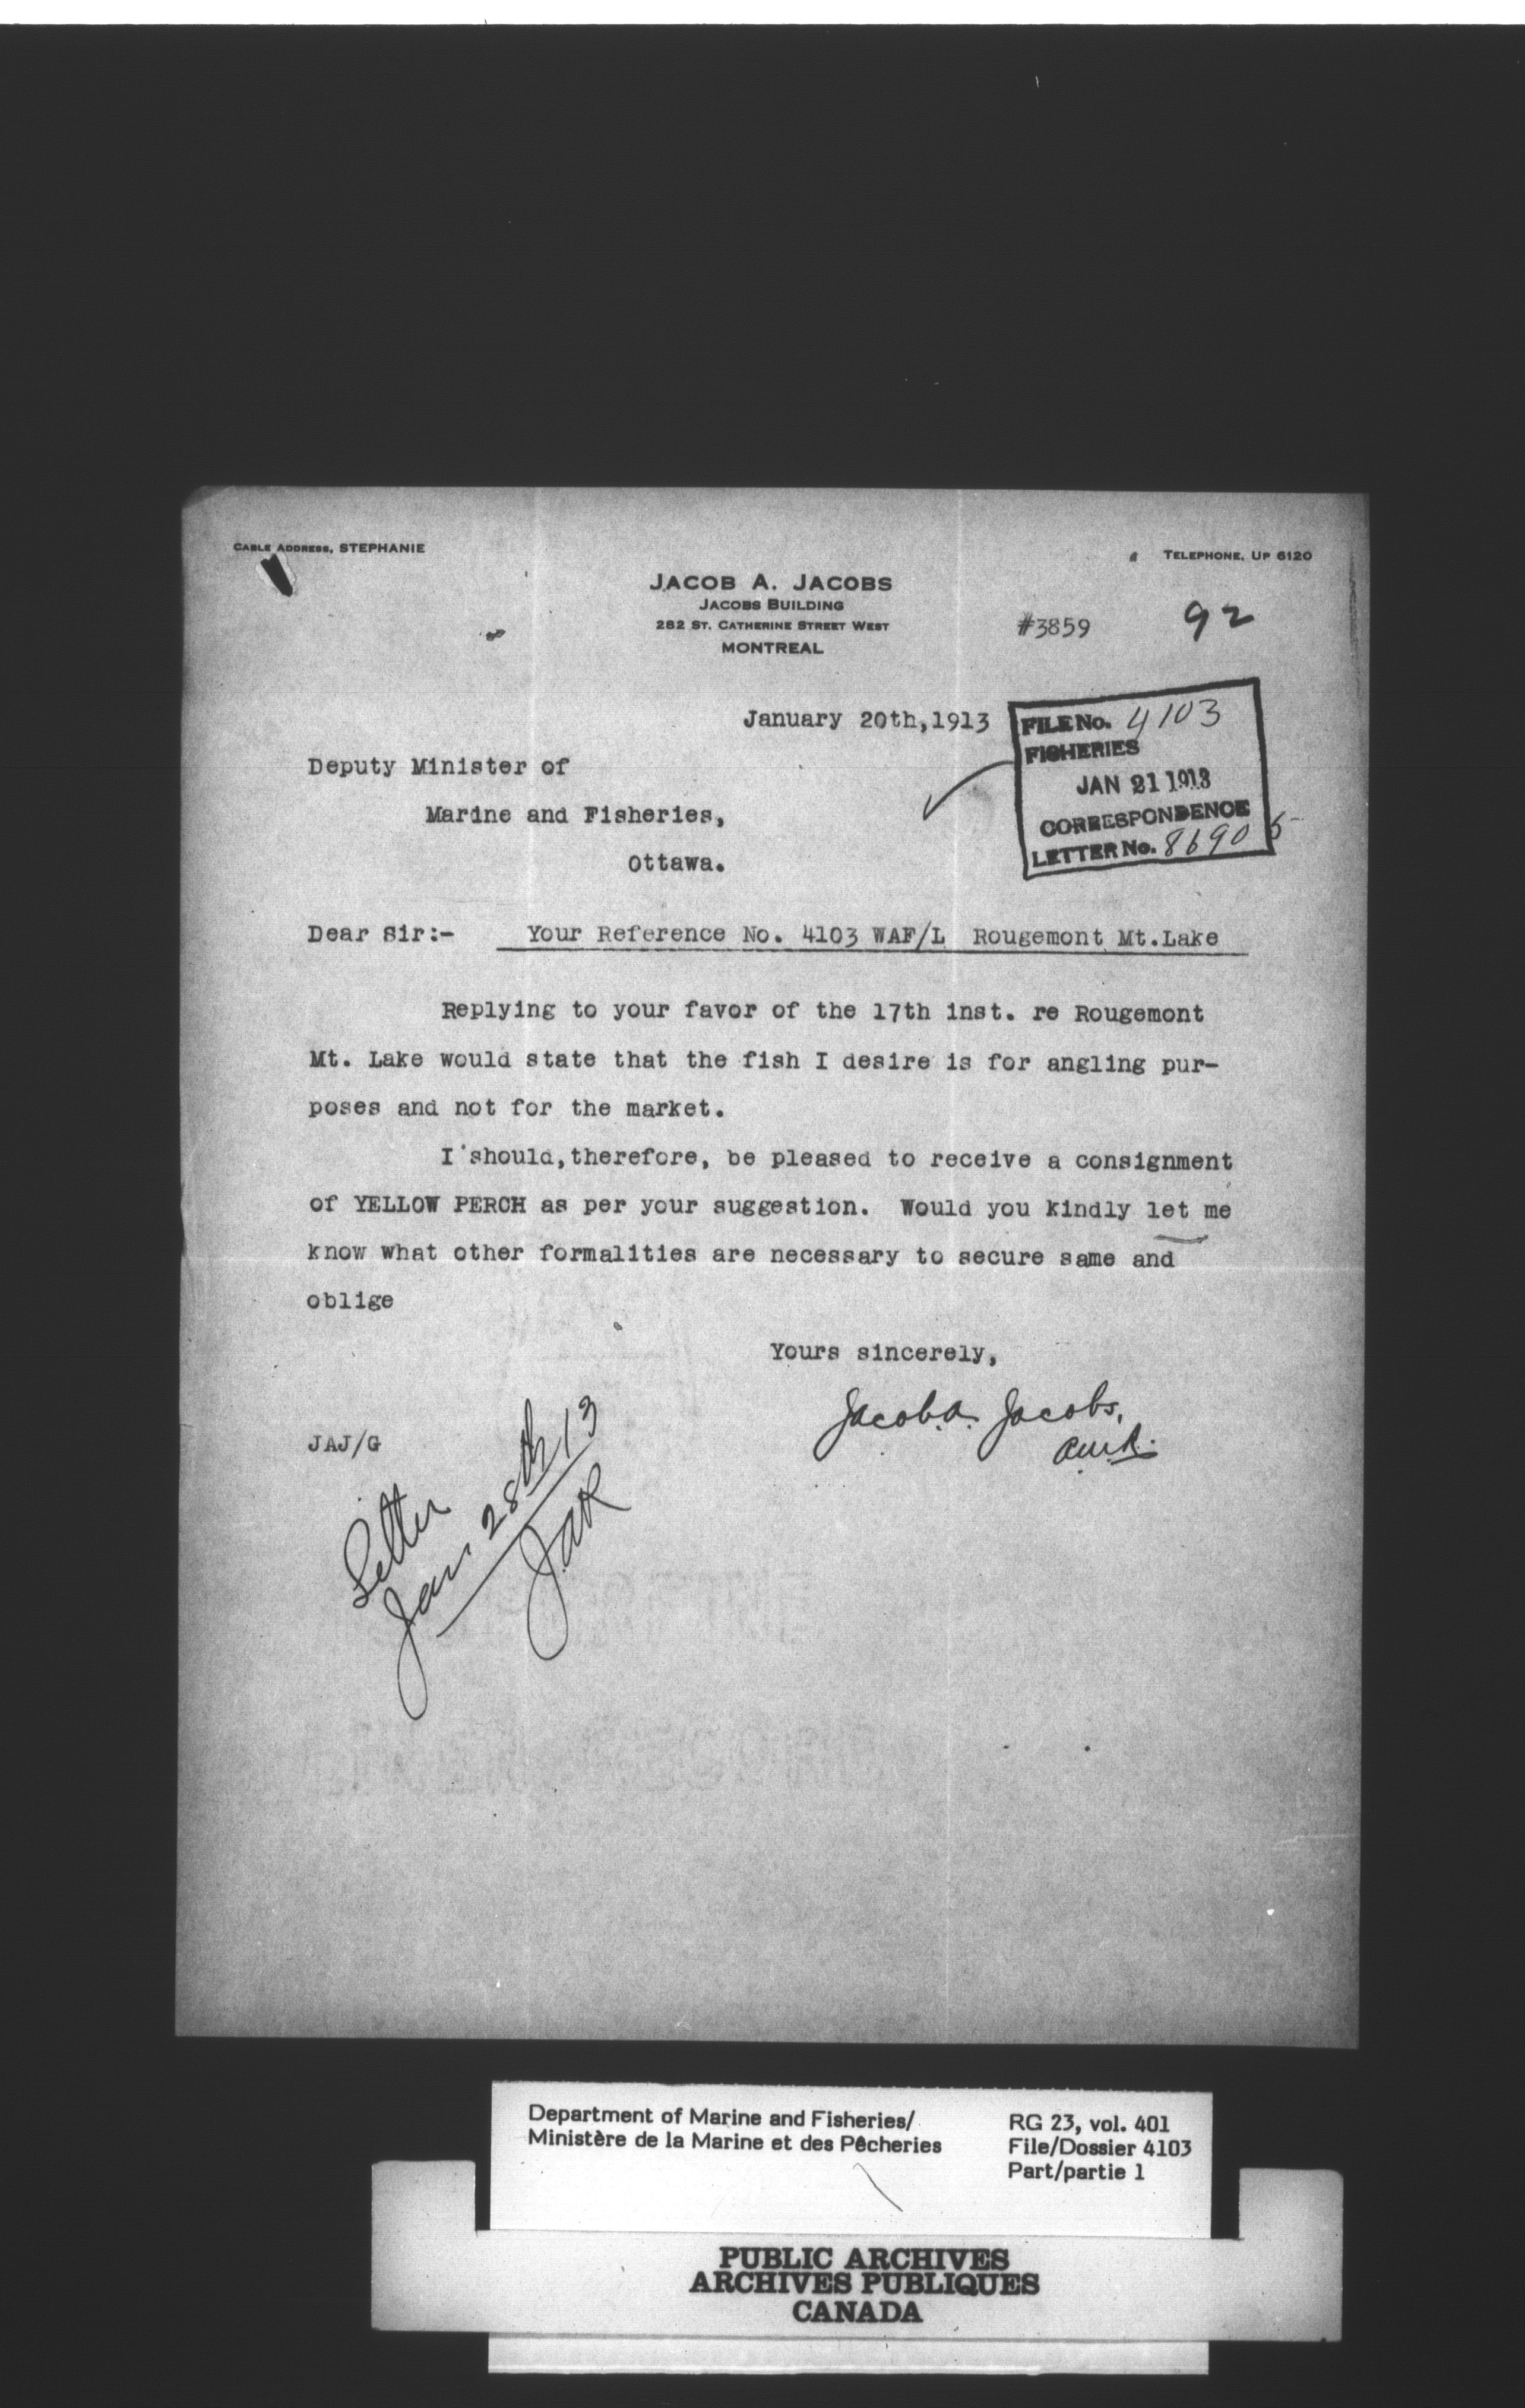 CABLE ADDRESS, STEPHANIE
TELEPHONE, UP 6120
JACOB A. JACOBS
JACOBS BUILDING
282 ST. CATHERINE STREET WEST
MONTREAL
#3859
92
January 20th,1913
FILE No. 4103
FISHERIES
JAN 21 1913
CORRESPONDENCE
LETTER No. 86905
Deputy Minister of
Marine and Fisheries,
Ottawa.
Dear Sir:- Your Reference No. 4103 WAF/L Rougemont Mt.Lake
Replying to your favor of the 17th inst. re Rougemont
Mt. Lake would state that the fish I desire is for angling pur-
poses and not for the market.
I should,therefore, be pleased to receive a consignment
of YELLOW PERCH as per your suggestion. Would you kindly let me
know what other formalities are necessary to secure same and
oblige
Yours sincerely,
Jacob A. Jacobs,
JAJ/G
Letter
Jan. 28th 13
JAR
Department of Marine and Fisheries/
Ministère de la Marine et des Pêcheries
RG 23, vol. 401
File/Dossier 4103
Part/partie 1
PUBLIC ARCHIVES
ARCHIVES PUBLIQUES
CANADA